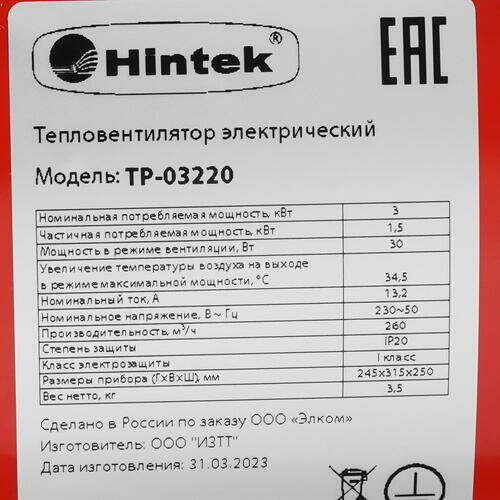 Hintek®
EAC
Тепловентилятор электрический
Модель: TP-03220
Номинальная потребляемая мощность, кВт 3
Частичная потребляемая мощность, кВт 1,5
Мощность в режиме вентиляции, Вт 30
Увеличение температуры воздуха на выходе
в режиме максимальной мощности, °С 34,5
Номинальный ток, А 13,2
Номинальное напряжение, В ~ Гц 230~50
Производительность, м³/ч 260
Степень защиты IP20
Класс электрозащиты I класс
Размеры прибора (ГхВхШ), мм 245х315х250
Вес нетто, кг 3,5
Сделано в России по заказу ООО «Элком»
Изготовитель: ООО "ИЗТТ"
Дата изготовления: 31.03.2023